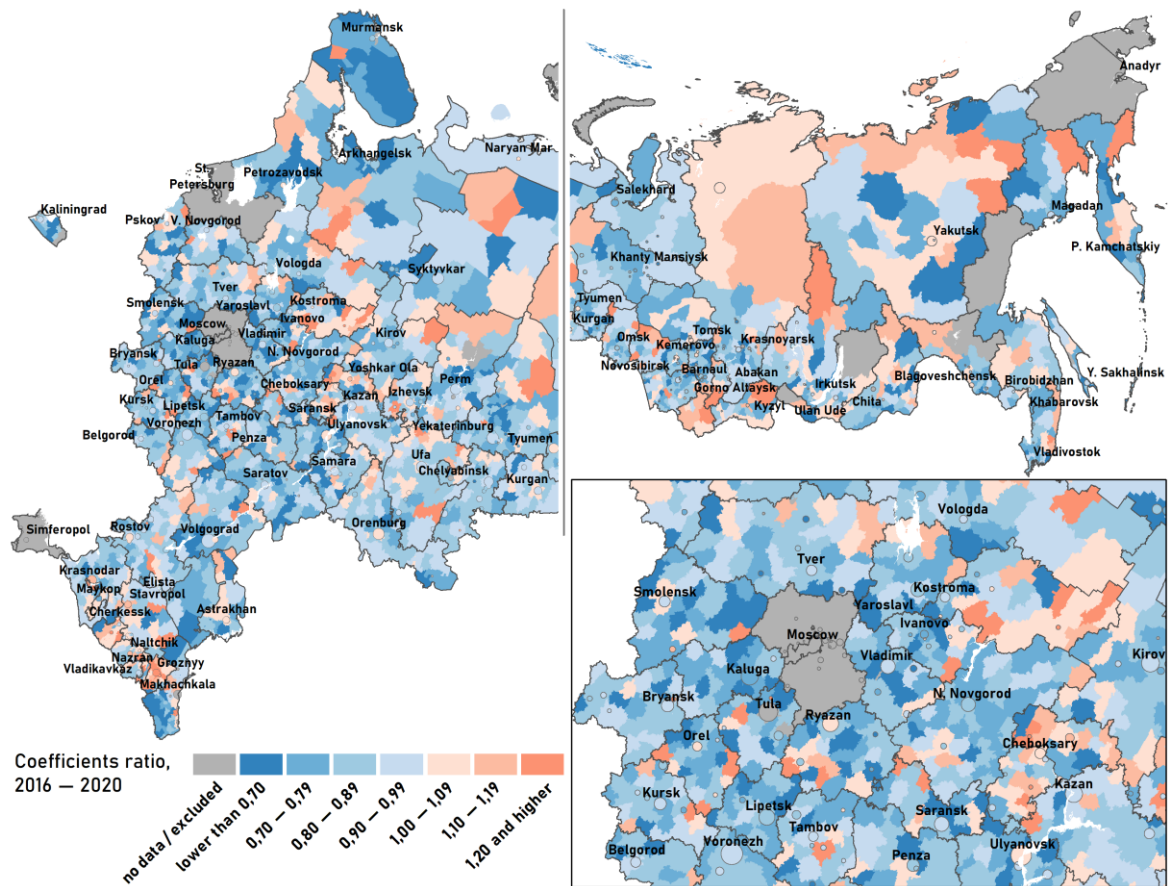 Murmansk
Arkhangelsk
Naryan Mar
St.
Petersburg
Petrozavodsk
Kaliningrad
Pskov
V. Novgorod
Vologda
Syktyvkar
Tver
Smolensk
Yaroslavl
Kostroma
Ivanovo
Moscow
Vladimir
Kaluga
Kirov
Bryansk
Ryazan
N. Novgorod
Tula
Yoshkar Ola
Orel
Cheboksary
Perm
Kursk
Lipetsk
Kazan
Izhevsk
Saransk
Tambov
Voronezh
Ulyanovsk
Yekaterinburg
Belgorod
Penza
Tyumen
Samara
Ufa
Saratov
Chelyabinsk
Kurgan
Simferopol
Rostov
Volgograd
Orenburg
Krasnodar
Elista
Maykop
Stavropol
Astrakhan
Cherkessk
Naltchik
Nazran
Groznyy
Vladikavkaz
Makhachkala
Coefficients ratio,
2016 — 2020
no data / excluded
lower than 0,70
0,70 — 0,79
0,80 — 0,89
0,90 — 0,99
1,00 — 1,09
1,10 — 1,19
1,20 and higher
Anadyr
Salekhard
Magadan
Yakutsk
P. Kamchatskiy
Khanty Mansiysk
Tyumen
Kurgan
Omsk
Tomsk
Kemerovo
Krasnoyarsk
Novosibirsk
Barnaul
Abakan
Gorno Altaysk
Irkutsk
Blagoveshchensk
Birobidzhan
Y. Sakhalinsk
Kyzyl
Ulan Ude
Chita
Khabarovsk
Vladivostok
Vologda
Tver
Smolensk
Kostroma
Yaroslavl
Ivanovo
Moscow
Vladimir
Kirov
Kaluga
Bryansk
N. Novgorod
Tula
Ryazan
Orel
Cheboksary
Kazan
Kursk
Lipetsk
Saransk
Tambov
Belgorod
Voronezh
Penza
Ulyanovsk